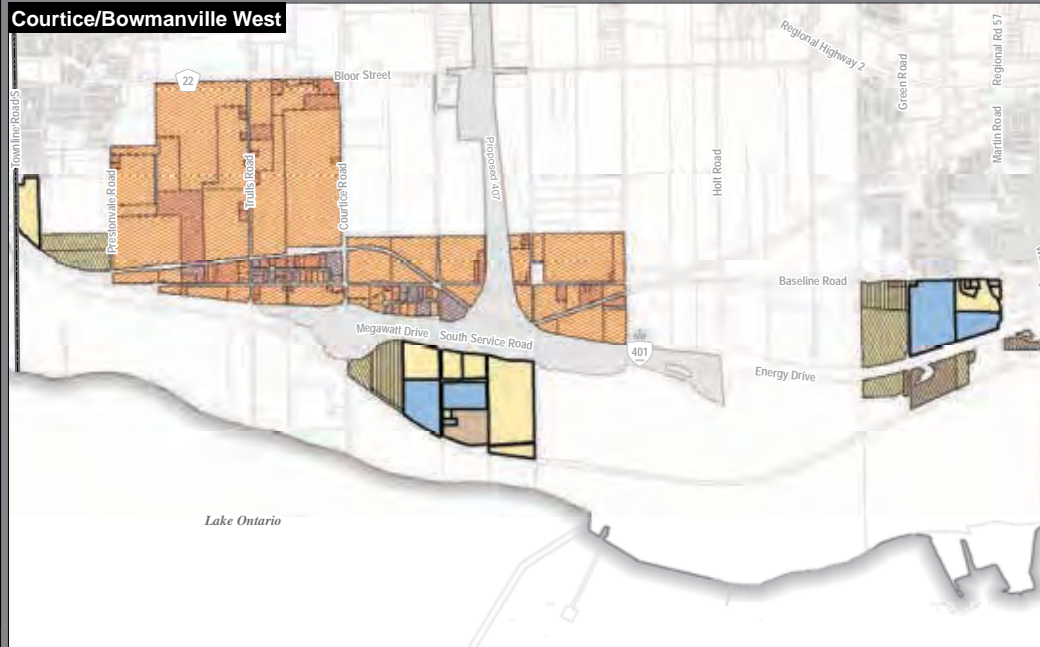 Courtice/Bowmanville West
Townline Road S
22
Bloor Street
Regional Highway 2
Green Road
Regional Rd 57
Martin Road
Prestonvale Road
Trulls Road
Courtice Road
Proposed 407
Holt Road
Baseline Road
Megawatt Drive
South Service Road
401
Energy Drive
Lake Ontario